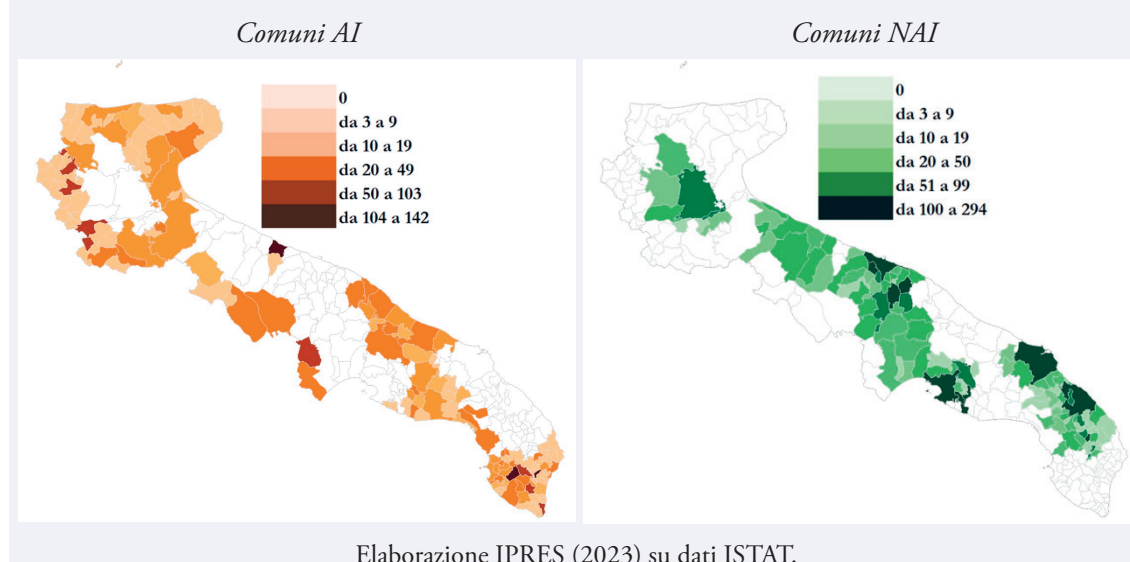 Comuni AI
Comuni NAI
0
da 3 a 9
da 10 a 19
da 20 a 49
da 50 a 103
da 104 a 142
0
da 3 a 9
da 10 a 19
da 20 a 50
da 51 a 99
da 100 a 294
Elaborazione IPRES (2023) su dati ISTAT.